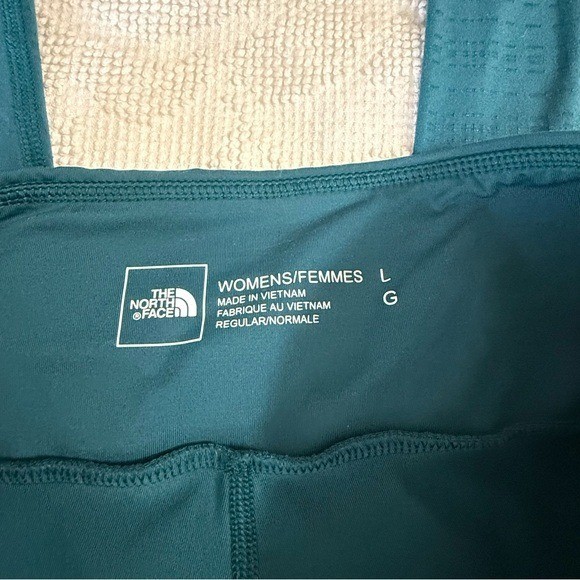 THE
NORTH
®FACE
WOMENS/FEMMES L
MADE IN VIETNAM G
FABRIQUE AU VIETNAM
REGULAR/NORMALE